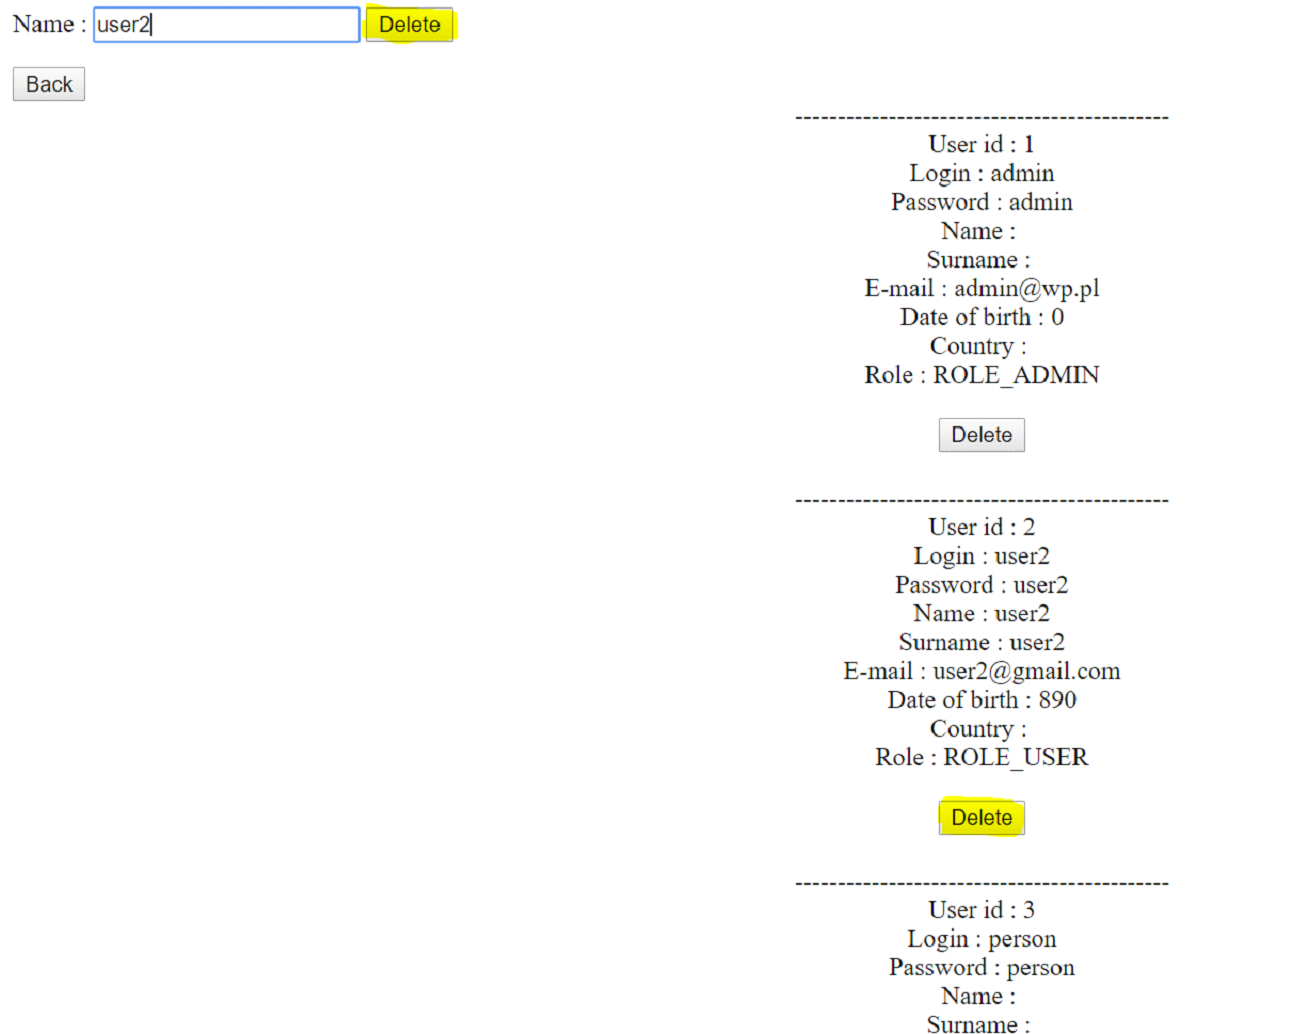 Name : user2 Delete
Back
-------------------------------------------
User id : 1
Login : admin
Password : admin
Name :
Surname :
E-mail : admin@wp.pl
Date of birth : 0
Country :
Role : ROLE_ADMIN
Delete
-------------------------------------------
User id : 2
Login : user2
Password : user2
Name : user2
Surname : user2
E-mail : user2@gmail.com
Date of birth : 890
Country :
Role : ROLE_USER
Delete
-------------------------------------------
User id : 3
Login : person
Password : person
Name :
Surname :